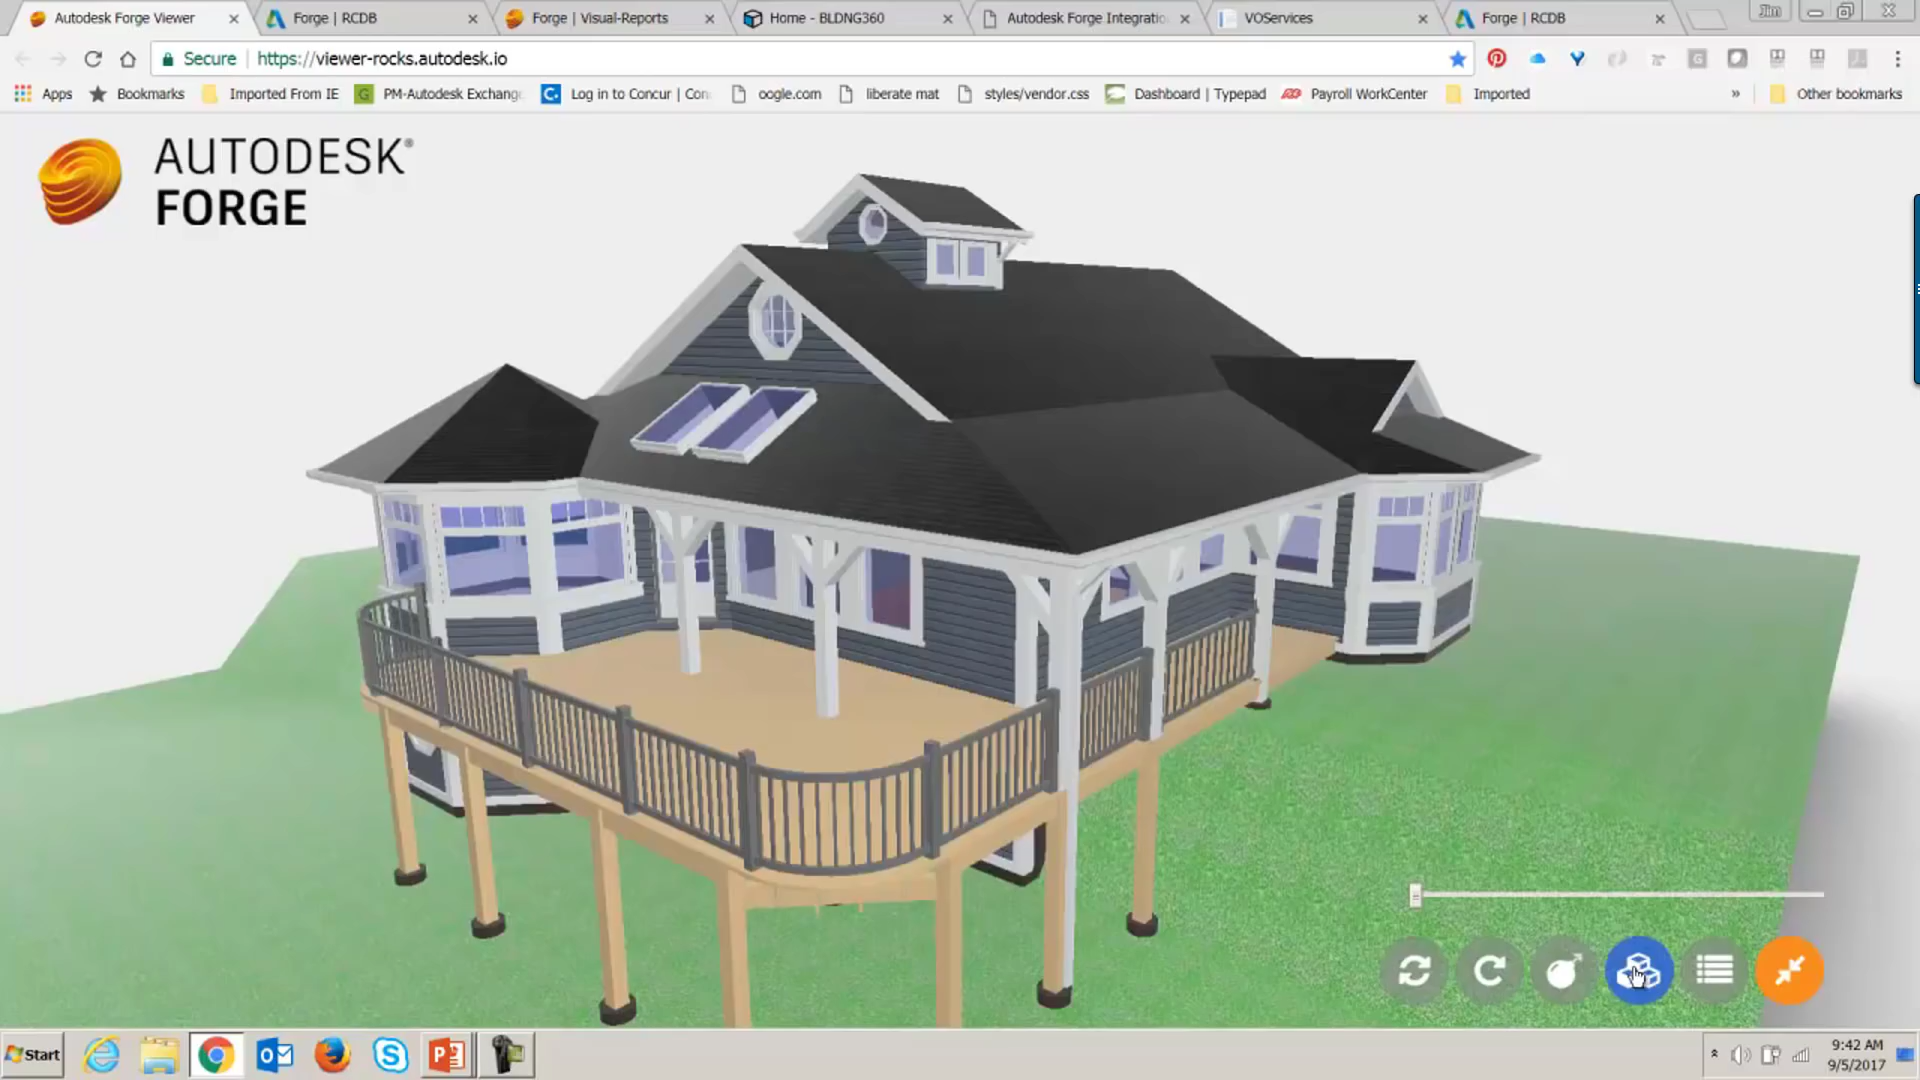 Autodesk Forge Viewer
Forge | RCDB
Forge | Visual-Reports
Home - BLDNG360
Autodesk Forge Integratio
VOServices
Forge | RCDB
Jim
Secure
https://viewer-rocks.autodesk.io
Apps
Bookmarks
Imported From IE
PM-Autodesk Exchang
Log in to Concur | Con
oogle.com
liberate mat
styles/vendor.css
Dashboard | Typepad
Payroll WorkCenter
Imported
»
Other bookmarks
AUTODESK®
FORGE
Start
9:42 AM
9/5/2017